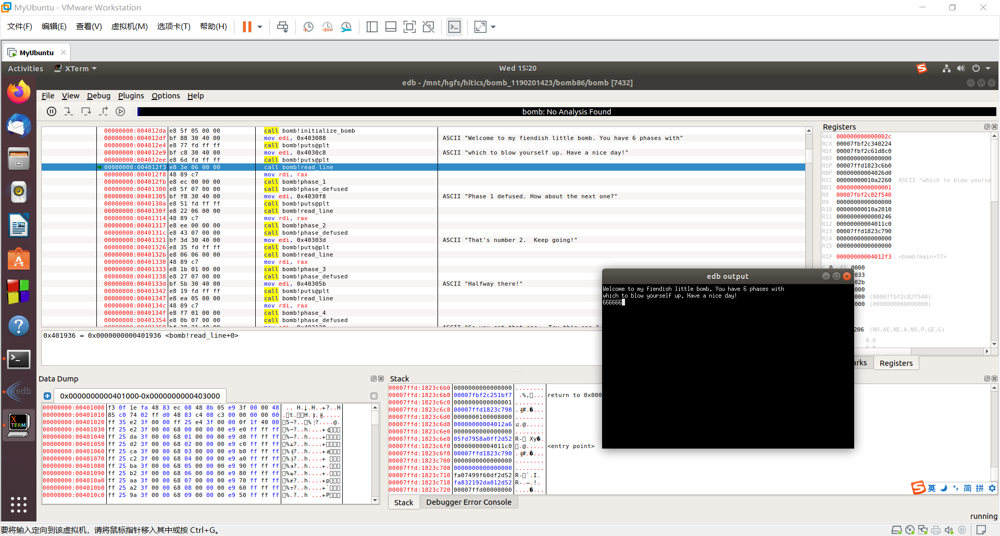 MyUbuntu - VMware Workstation
文件(F) 编辑(E) 查看(V) 虚拟机(M) 选项卡(T) 帮助(H)
MyUbuntu
Activities XTerm Wed 15:20
edb - /mnt/hgfs/hitics/bomb_1190201423/bomb86/bomb [7432]
File View Debug Plugins Options Help
bomb: No Analysis Found
00000000:004012da e8 5f 05 00 00 call bomb!initialize_bomb
00000000:004012df bf 88 30 40 00 mov edi, 0x403088 ASCII "Welcome to my fiendish little bomb. You have 6 phases with"
00000000:004012e4 e8 77 fd ff ff call bomb!puts@plt
00000000:004012e9 bf c8 30 40 00 mov edi, 0x4030c8 ASCII "which to blow yourself up. Have a nice day!"
00000000:004012ee e8 6d fd ff ff call bomb!puts@plt
00000000:004012f3 e8 3e 06 00 00 call bomb!read_line
00000000:004012f8 48 89 c7 mov rdi, rax
00000000:004012fb e8 ec 00 00 00 call bomb!phase_1
00000000:00401300 e8 5f 07 00 00 call bomb!phase_defused
00000000:00401305 bf f8 30 40 00 mov edi, 0x4030f8 ASCII "Phase 1 defused. How about the next one?"
00000000:0040130a e8 51 fd ff ff call bomb!puts@plt
00000000:0040130f e8 22 06 00 00 call bomb!read_line
00000000:00401314 48 89 c7 mov rdi, rax
00000000:00401317 e8 ee 00 00 00 call bomb!phase_2
00000000:0040131c e8 43 07 00 00 call bomb!phase_defused
00000000:00401321 bf 3d 30 40 00 mov edi, 0x40303d ASCII "That's number 2.  Keep going!"
00000000:00401326 e8 35 fd ff ff call bomb!puts@plt
00000000:0040132b e8 06 06 00 00 call bomb!read_line
00000000:00401330 48 89 c7 mov rdi, rax
00000000:00401333 e8 1b 01 00 00 call bomb!phase_3
00000000:00401338 e8 27 07 00 00 call bomb!phase_defused
00000000:0040133d bf 5b 30 40 00 mov edi, 0x40305b ASCII "Halfway there!"
00000000:00401342 e8 19 fd ff ff call bomb!puts@plt
00000000:00401347 e8 ea 05 00 00 call bomb!read_line
00000000:0040134c 48 89 c7 mov rdi, rax
00000000:0040134f e8 f7 01 00 00 call bomb!phase_4
00000000:00401354 e8 0b 07 00 00 call bomb!phase_defused
0x401936 = 0x0000000000401936 <bomb!read_line+0>
Registers
RAX 000000000000002c
RCX 00007fbf2c340224
RDX 00007fbf2c61d8c0
RBX 0000000000000000
RSP 00007ffd1823c6b0
RBP 00000000004026d0
RSI 00000000010a2260 ASCII "which to blow yourse
RDI 0000000000000001
R8 00007fbf2c82f540
R9 0000000000000000
R10 00000000010a2010
R11 0000000000000246
R12 00000000004011c0
R13 00007ffd1823c790
R14 0000000000000000
R15 0000000000000000
RIP 00000000004012f3 <bomb!main+77>
C 0 ES 0000
033
02b
000
000 (00007fbf2c82f540)
000 (0000000000000000)
206 (NO,AE,NE,A,NS,P,GE,G)
0.0
arks Registers
edb output
Welcome to my fiendish little bomb. You have 6 phases with
which to blow yourself up. Have a nice day!
666666
Data Dump
0x0000000000401000-0x0000000000403000
00000000:00401000 f3 0f 1e fa 48 83 ec 08 48 8b 05 e9 3f 00 00 48
00000000:00401010 85 c0 74 02 ff d0 48 83 c4 08 c3 00 00 00 00 00
00000000:00401020 ff 35 e2 3f 00 00 ff 25 e4 3f 00 00 0f 1f 40 00
00000000:00401030 ff 25 e2 3f 00 00 68 00 00 00 00 e9 e0 ff ff ff
00000000:00401040 ff 25 da 3f 00 00 68 01 00 00 00 e9 d0 ff ff ff
00000000:00401050 ff 25 d2 3f 00 00 68 02 00 00 00 e9 c0 ff ff ff
00000000:00401060 ff 25 ca 3f 00 00 68 03 00 00 00 e9 b0 ff ff ff
00000000:00401070 ff 25 c2 3f 00 00 68 04 00 00 00 e9 a0 ff ff ff
00000000:00401080 ff 25 ba 3f 00 00 68 05 00 00 00 e9 90 ff ff ff
00000000:00401090 ff 25 b2 3f 00 00 68 06 00 00 00 e9 80 ff ff ff
00000000:004010a0 ff 25 aa 3f 00 00 68 07 00 00 00 e9 70 ff ff ff
00000000:004010b0 ff 25 a2 3f 00 00 68 08 00 00 00 e9 60 ff ff ff
00000000:004010c0 ff 25 9a 3f 00 00 68 09 00 00 00 e9 50 ff ff ff
Stack
00007ffd:1823c6b0 0000000000000000 ........
00007ffd:1823c6b8 00007fbf2c251bf7 return to 0x000
00007ffd:1823c6c0 0000000000000001 ........
00007ffd:1823c6c8 00007ffd1823c798
00007ffd:1823c6d0 0000000100008000 ........
00007ffd:1823c6d8 00000000004012a6
00007ffd:1823c6e0 0000000000000000 ........
00007ffd:1823c6e8 05fd7958a0ff2d52
00007ffd:1823c6f0 00000000004011c0 <entry point>
00007ffd:1823c6f8 00007ffd1823c790
00007ffd:1823c700 0000000000000000 ........
00007ffd:1823c708 0000000000000000 ........
00007ffd:1823c710 fa07499f60df2d52
00007ffd:1823c718 fa832192da012d52
00007ffd:1823c720 00007ffd00000000
Stack Debugger Error Console
英 简 拼
running
要将输入定向到该虚拟机，请将鼠标指针移入其中或按 Ctrl+G。